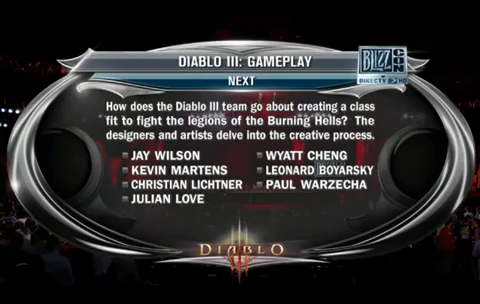 DIABLO III: GAMEPLAY
BLIZZ CON
NEXT
DIRECTV HD
How does the Diablo III team go about creating a class
fit to fight the legions of the Burning Hells? The
designers and artists delve into the creative process.
JAY WILSON
WYATT CHENG
KEVIN MARTENS
LEONARD BOYARSKY
CHRISTIAN LICHTNER
PAUL WARZECHA
JULIAN LOVE
DIABLO
III